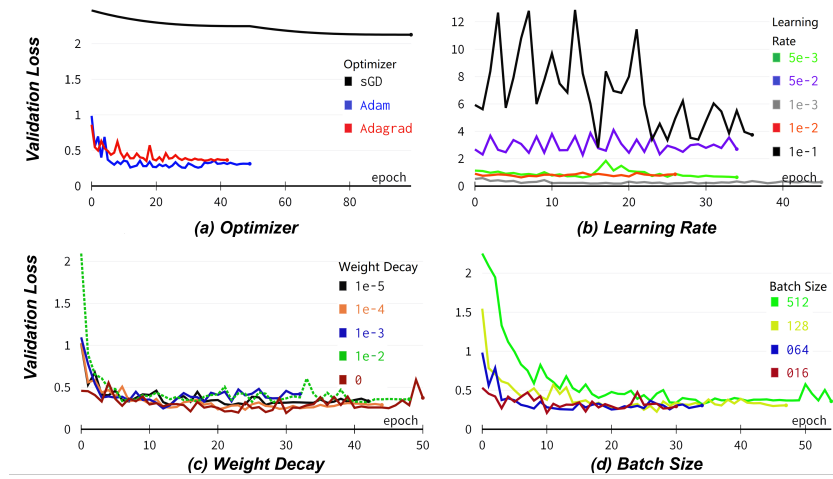 Validation Loss
2
1.5
1
0.5
0
0
20
40
60
80
epoch
Optimizer
sGD
Adam
Adagrad
(a) Optimizer
12
10
8
6
4
2
0
0
10
20
30
40
epoch
Learning
Rate
5e-3
5e-2
1e-3
1e-2
1e-1
(b) Learning Rate
Validation Loss
2
1.5
1
0.5
0
0
10
20
30
40
50
epoch
Weight Decay
1e-5
1e-4
1e-3
1e-2
0
(c) Weight Decay
2
1.5
1
0.5
0
0
10
20
30
40
50
epoch
Batch Size
512
128
064
016
(d) Batch Size